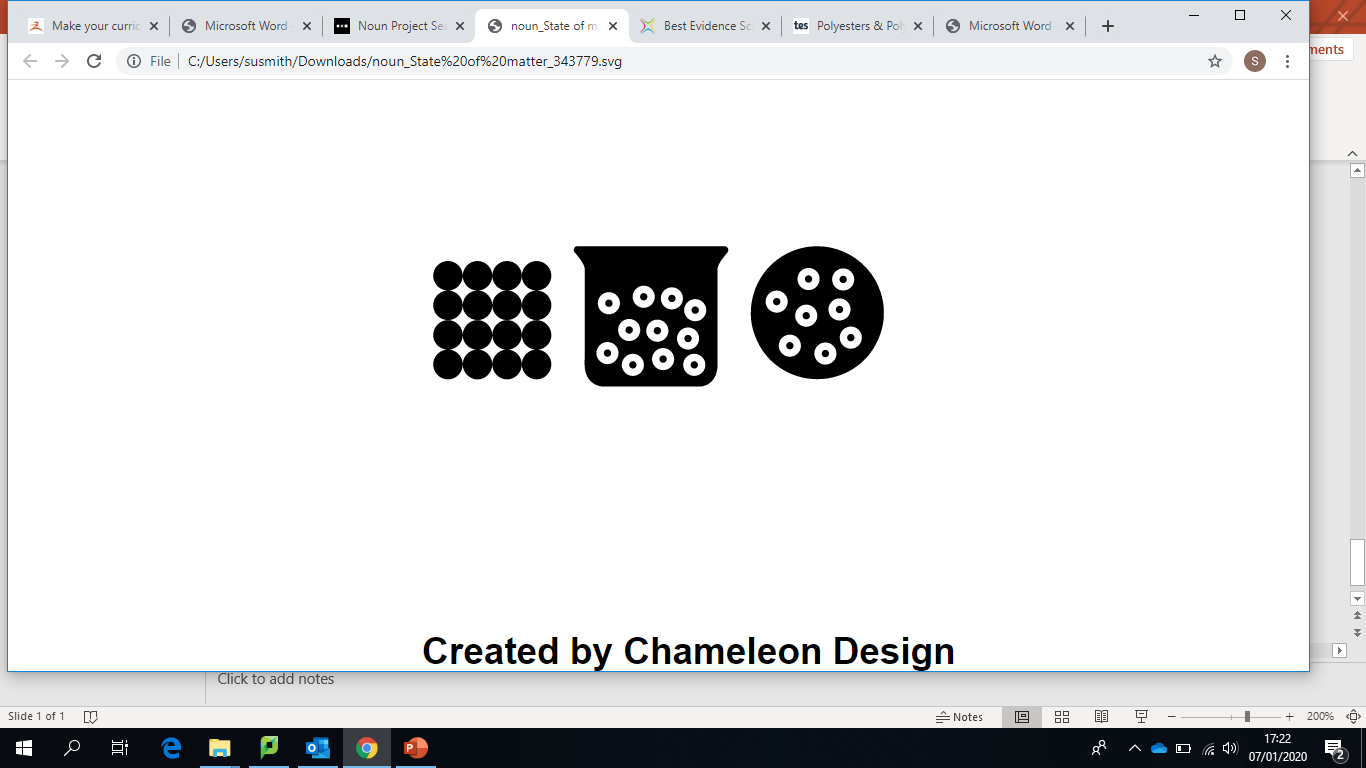 Make your curric
Microsoft Word
Noun Project Sea
noun_State of m
Best Evidence Sc
tes
Polyesters & Pol
Microsoft Word
File
C:/Users/susmith/Downloads/noun_State%20of%20matter_343779.svg
S
ments
Created by Chameleon Design
Click to add notes
Slide 1 of 1
Notes
200%
17:22
07/01/2020
2